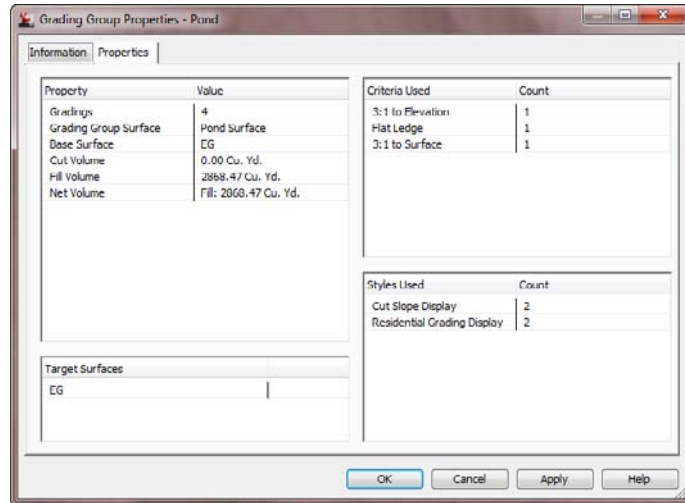 Grading Group Properties - Pond
Information Properties
Property Value
Gradings 4
Grading Group Surface Pond Surface
Base Surface EG
Cut Volume 0.00 Cu. Yd.
Fill Volume 2868.47 Cu. Yd.
Net Volume Fill: 2868.47 Cu. Yd.
Target Surfaces
EG
Criteria Used Count
3:1 to Elevation 1
Flat Ledge 1
3:1 to Surface 1
Styles Used Count
Cut Slope Display 2
Residential Grading Display 2
OK Cancel Apply Help